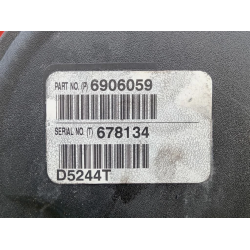 PART NO. (P) 6906059
SERIAL NO. (T) 678134
D5244T